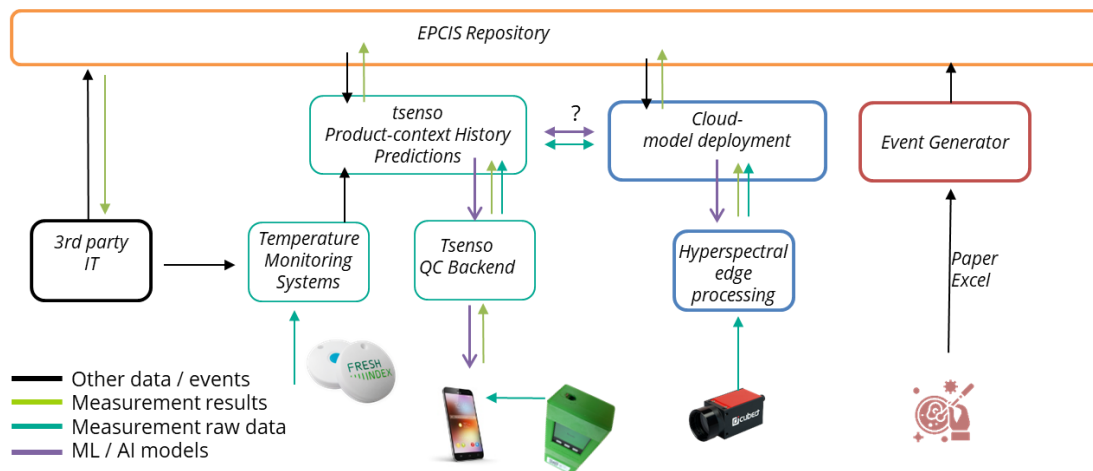 EPCIS Repository
tsenso
Product-context History
Predictions
?
Cloud-
model deployment
Event Generator
3rd party
IT
Temperature
Monitoring
Systems
Tsenso
QC Backend
Hyperspectral
edge
processing
Paper
Excel
FRESH
INDEX
cubert
Other data / events
Measurement results
Measurement raw data
ML / AI models